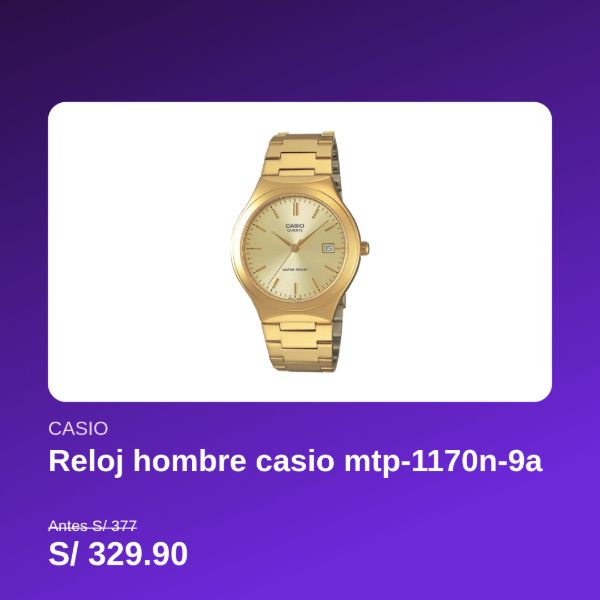 CASIO
QUARTZ
WATER RESIST
CASIO
Reloj hombre casio mtp-1170n-9a
Antes S/ 377
S/ 329.90